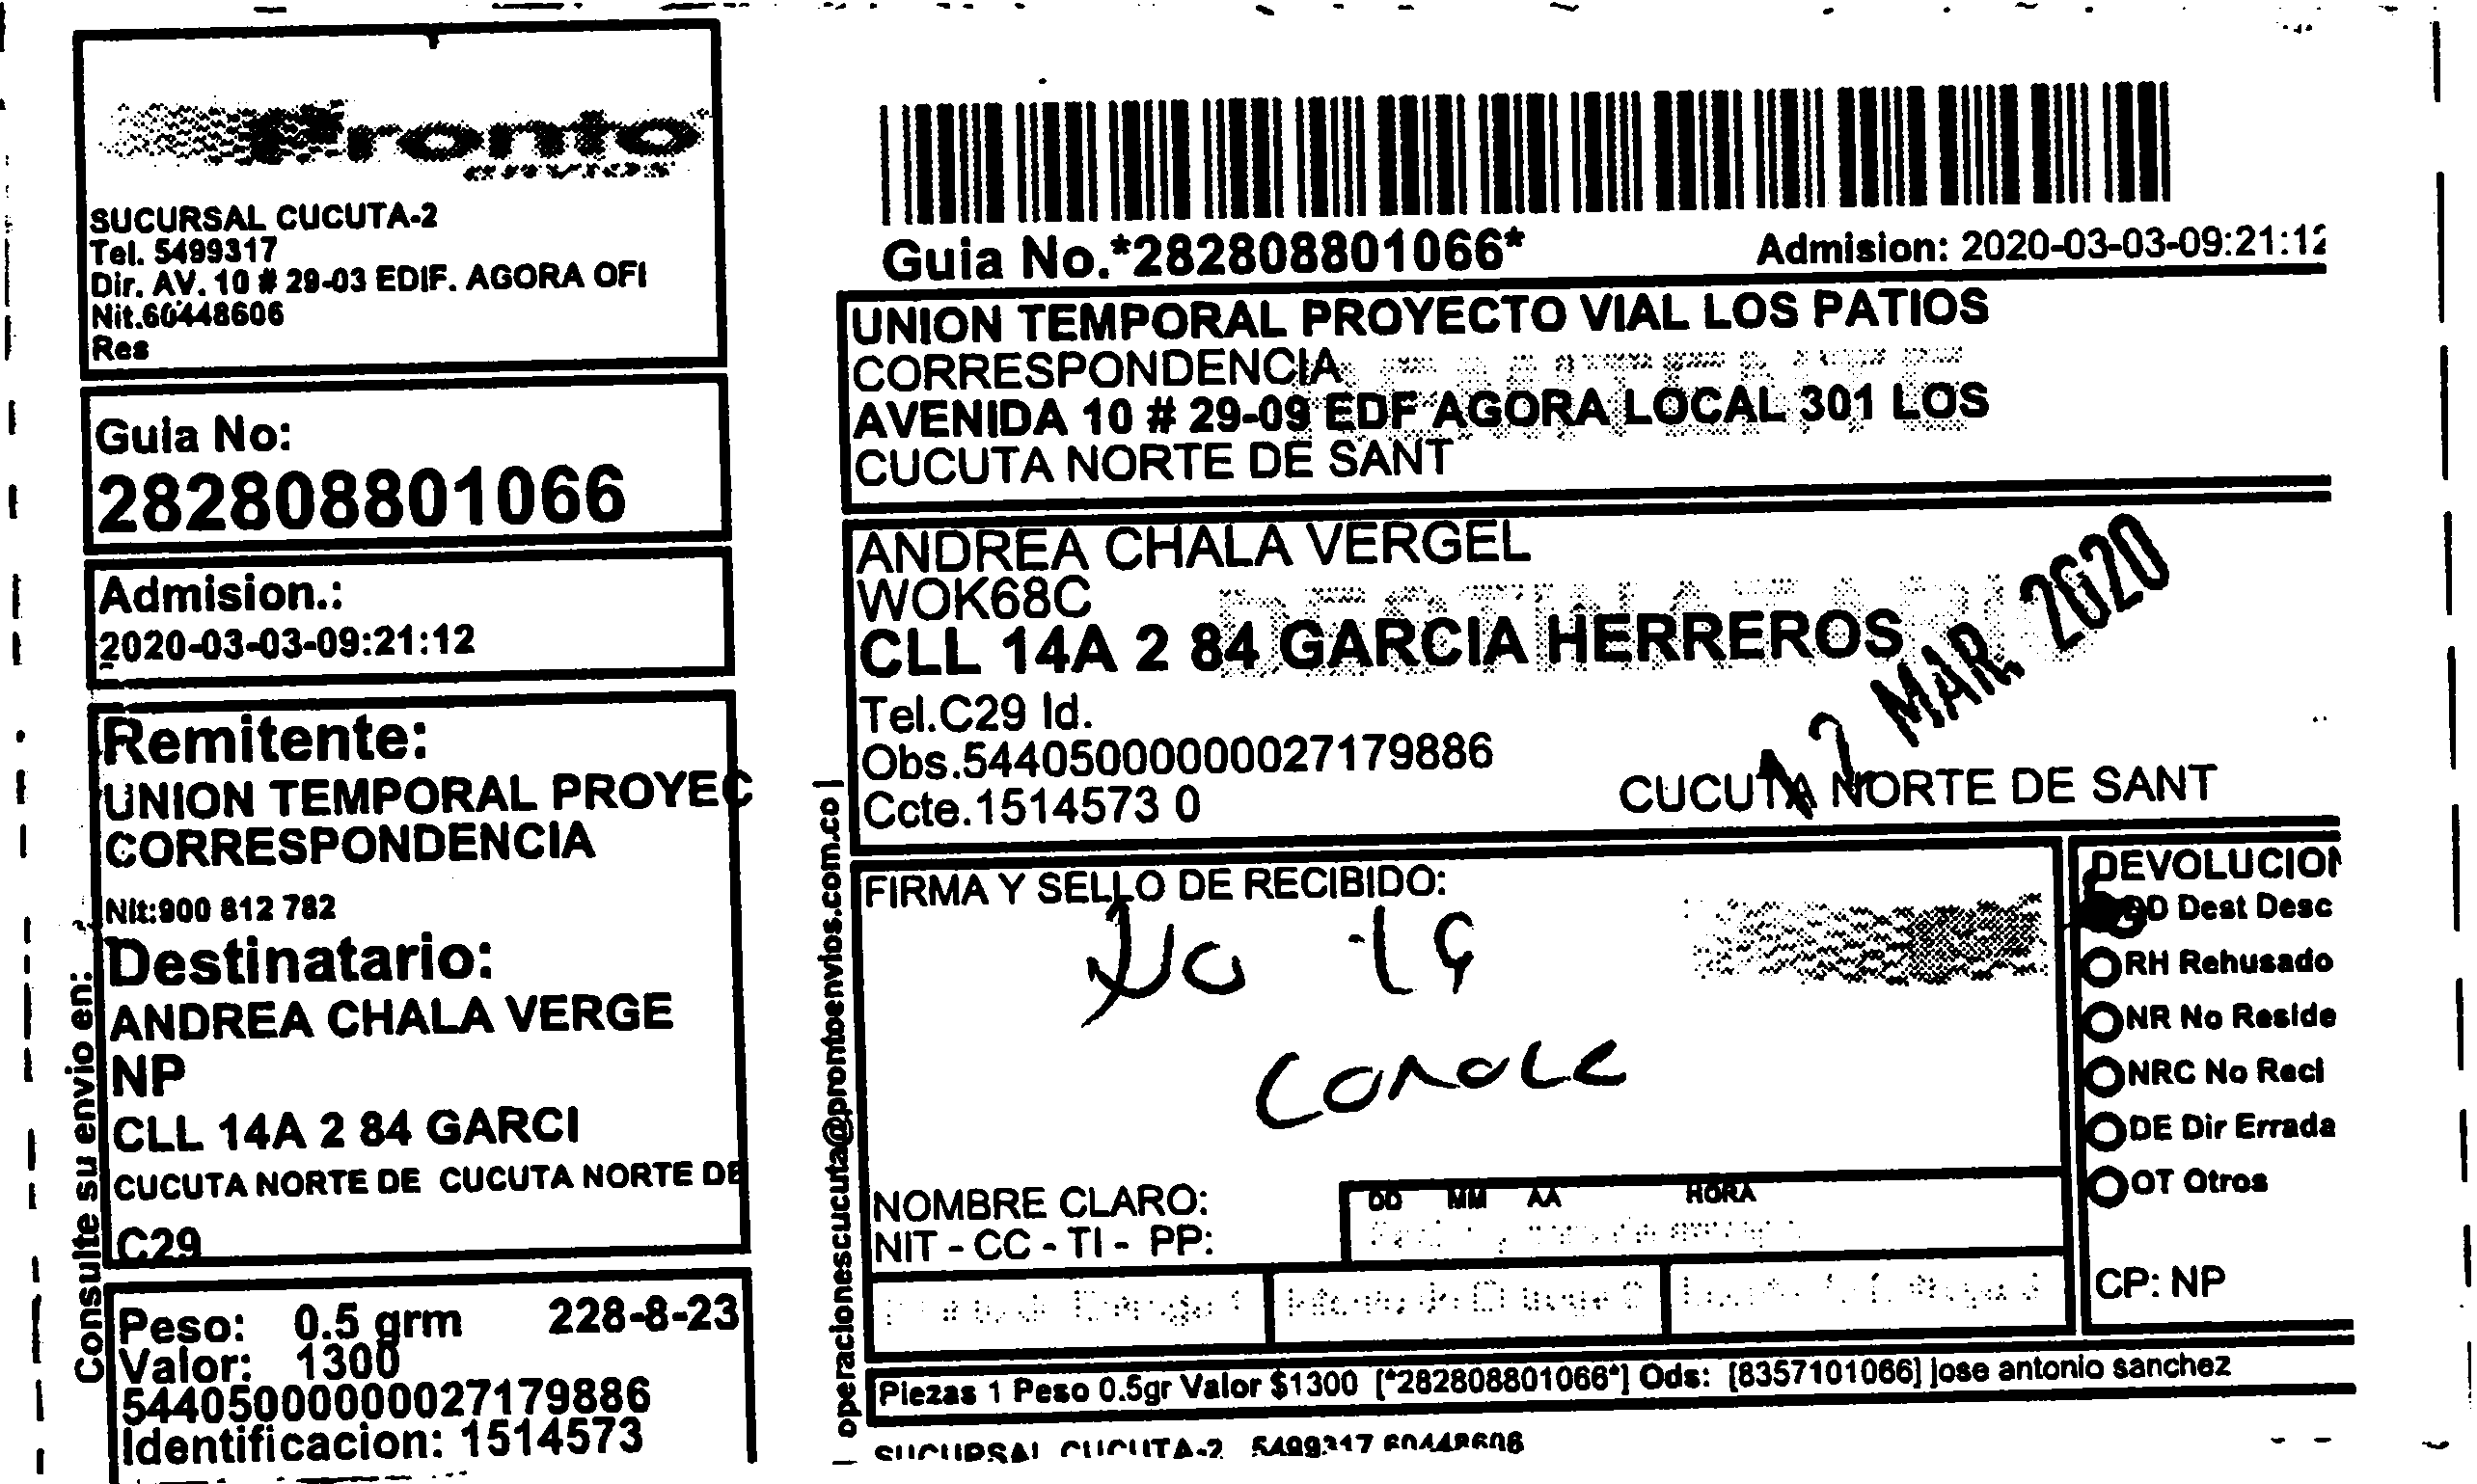 Pronto
envios
SUCURSAL CUCUTA-2
Tel. 5499317
Dir. AV. 10 # 29-03 EDIF. AGORA OFI
Nit.60448606
Res
Guia No:
282808801066
Admision.:
2020-03-03-09:21:12
Remitente:
UNION TEMPORAL PROYEC
CORRESPONDENCIA
Nit:900 812 782
Destinatario:
ANDREA CHALA VERGE
NP
CLL 14A 2 84 GARCI
CUCUTA NORTE DE CUCUTA NORTE DE
C29
Peso: 0.5 grm 228-8-23
Valor: 1300
544050000000027179886
Identificacion: 1514573
Consulte su envio en:
Guia No.*282808801066* Admision: 2020-03-03-09:21:12
UNION TEMPORAL PROYECTO VIAL LOS PATIOS
CORRESPONDENCIA
REMITENTE
AVENIDA 10 # 29-09 EDF AGORA LOCAL 301 LOS
CUCUTA NORTE DE SANT
ANDREA CHALA VERGEL
WOK68C
DESTINATARIO
CLL 14A 2 84 GARCIA HERREROS
Tel.C29 Id.
Obs.544050000000027179886
Ccte.1514573 0
CUCUTA NORTE DE SANT
MAR. 2020
operacionescucuta@prontoenvios.com.co |
FIRMA Y SELLO DE RECIBIDO:
No la
conoce
NOMBRE CLARO:
NIT - CC - TI - PP:
DD MM AA HORA
DEVOLUCION
DD Dest Desc
RH Rehusado
NR No Reside
NRC No Reci
DE Dir Errada
OT Otros
CP: NP
Piezas 1 Peso 0.5gr Valor $1300 [*282808801066*] Ods: [8357101066] jose antonio sanchez
SUCURSAL CUCUTA-2 5499317 60448606